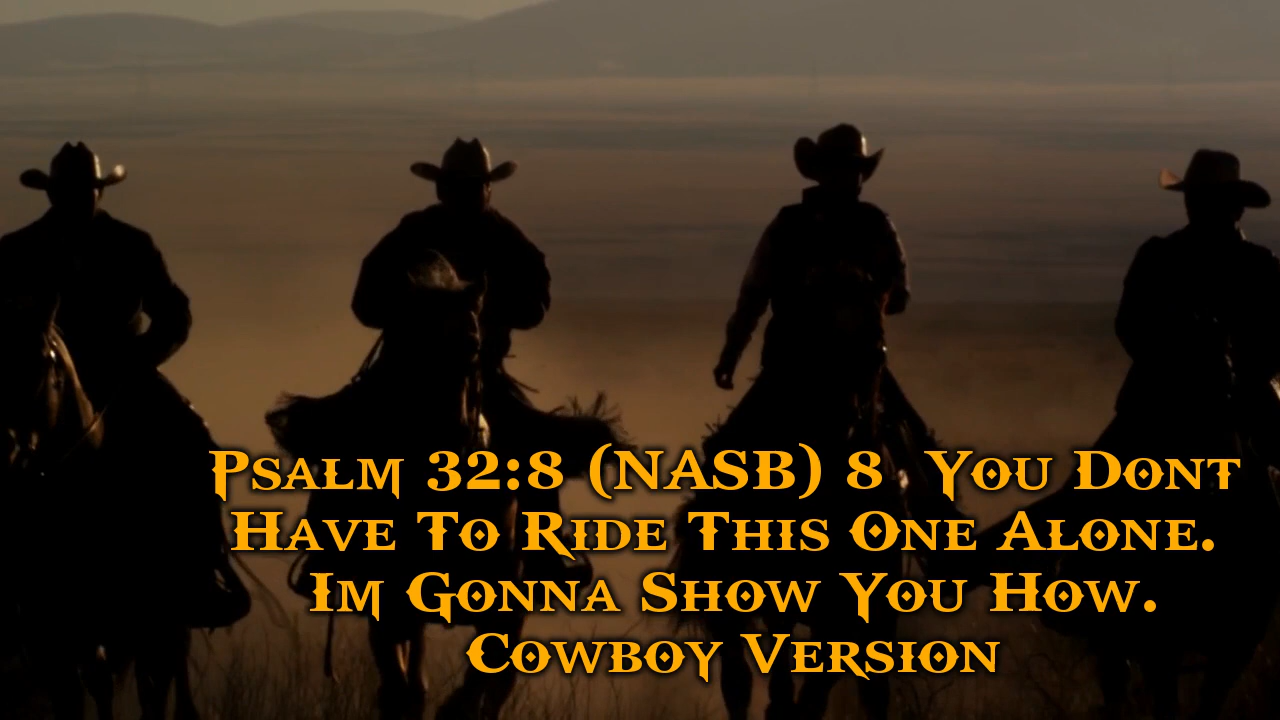 Psalm 32:8 (NASB) 8  You Dont
Have To Ride This One Alone.
Im Gonna Show You How.
Cowboy Version